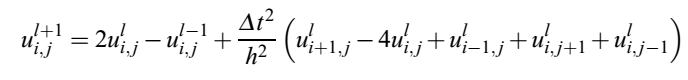 $$u_{i,j}^{l+1} = 2u_{i,j}^{l} - u_{i,j}^{l-1} + \frac{\Delta t^2}{h^2} \left( u_{i+1,j}^{l} - 4u_{i,j}^{l} + u_{i-1,j}^{l} + u_{i,j+1}^{l} + u_{i,j-1}^{l} \right)$$